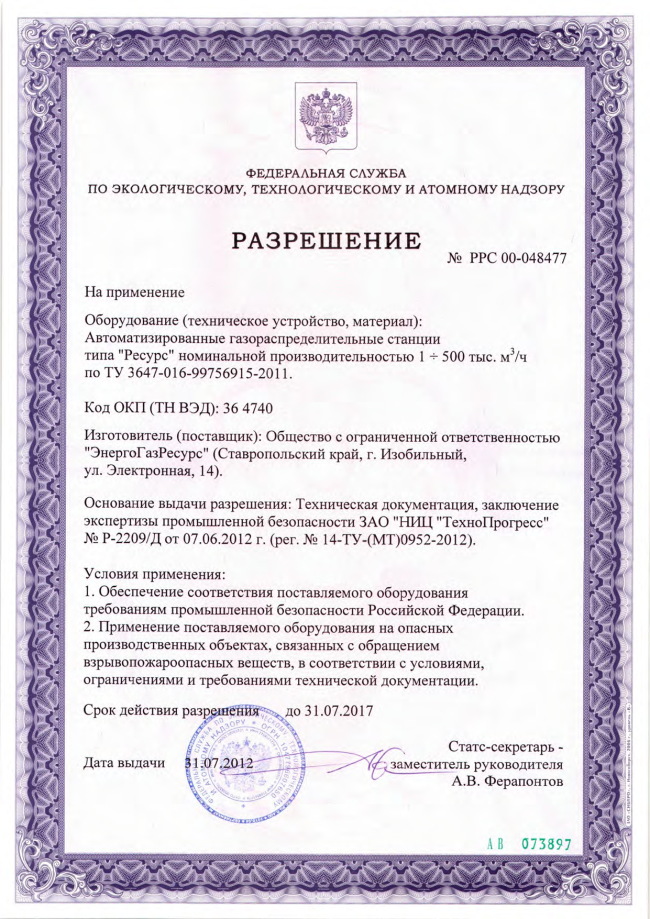 ФЕДЕРАЛЬНАЯ СЛУЖБА
ПО ЭКОЛОГИЧЕСКОМУ, ТЕХНОЛОГИЧЕСКОМУ И АТОМНОМУ НАДЗОРУ
РАЗРЕШЕНИЕ
№ РРС 00-048477
На применение
Оборудование (техническое устройство, материал):
Автоматизированные газораспределительные станции
типа "Ресурс" номинальной производительностью 1 ÷ 500 тыс. м³/ч
по ТУ 3647-016-99756915-2011.
Код ОКП (ТН ВЭД): 36 4740
Изготовитель (поставщик): Общество с ограниченной ответственностью
"ЭнергоГазРесурс" (Ставропольский край, г. Изобильный,
ул. Электронная, 14).
Основание выдачи разрешения: Техническая документация, заключение
экспертизы промышленной безопасности ЗАО "НИЦ "ТехноПрогресс"
№ Р-2209/Д от 07.06.2012 г. (рег. № 14-ТУ-(МТ)0952-2012).
Условия применения:
1. Обеспечение соответствия поставляемого оборудования
требованиям промышленной безопасности Российской Федерации.
2. Применение поставляемого оборудования на опасных
производственных объектах, связанных с обращением
взрывопожароопасных веществ, в соответствии с условиями,
ограничениями и требованиями технической документации.
Срок действия разрешения до 31.07.2017
Дата выдачи 31.07.2012
Статс-секретарь -
заместитель руководителя
А.В. Ферапонтов
АВ 073897